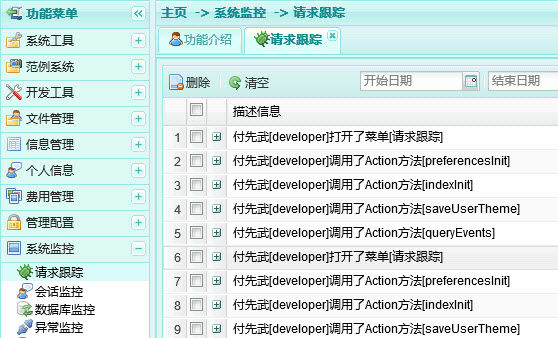 功能菜单
系统工具
范例系统
开发工具
文件管理
信息管理
个人信息
费用管理
管理配置
系统监控
请求跟踪
会话监控
数据库监控
异常监控
主页 -> 系统监控 -> 请求跟踪
功能介绍 请求跟踪
删除 清空 开始日期 结束日期
描述信息
1 付先武[developer]打开了菜单[请求跟踪]
2 付先武[developer]调用了Action方法[preferencesInit]
3 付先武[developer]调用了Action方法[indexInit]
4 付先武[developer]调用了Action方法[saveUserTheme]
5 付先武[developer]调用了Action方法[queryEvents]
6 付先武[developer]打开了菜单[请求跟踪]
7 付先武[developer]调用了Action方法[preferencesInit]
8 付先武[developer]调用了Action方法[indexInit]
9 付先武[developer]调用了Action方法[saveUserTheme]